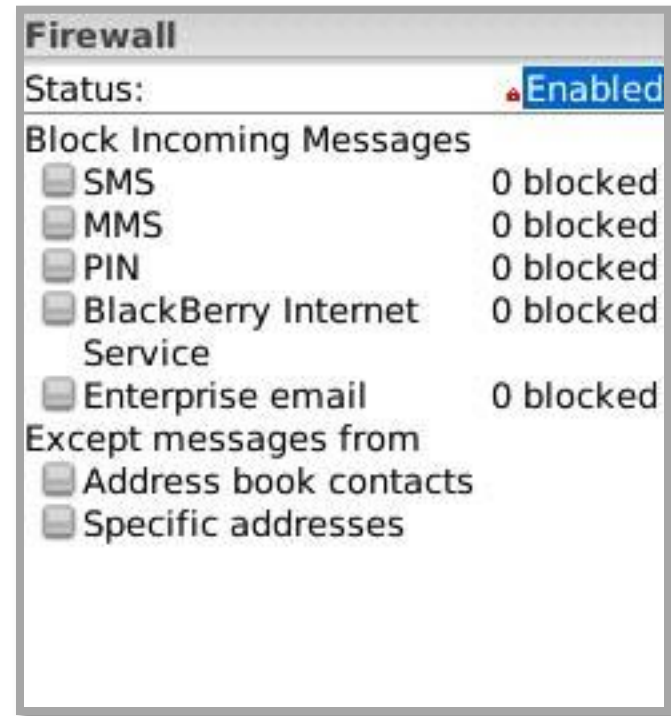 Firewall
Status: Enabled
Block Incoming Messages
SMS 0 blocked
MMS 0 blocked
PIN 0 blocked
BlackBerry Internet 0 blocked
Service
Enterprise email 0 blocked
Except messages from
Address book contacts
Specific addresses